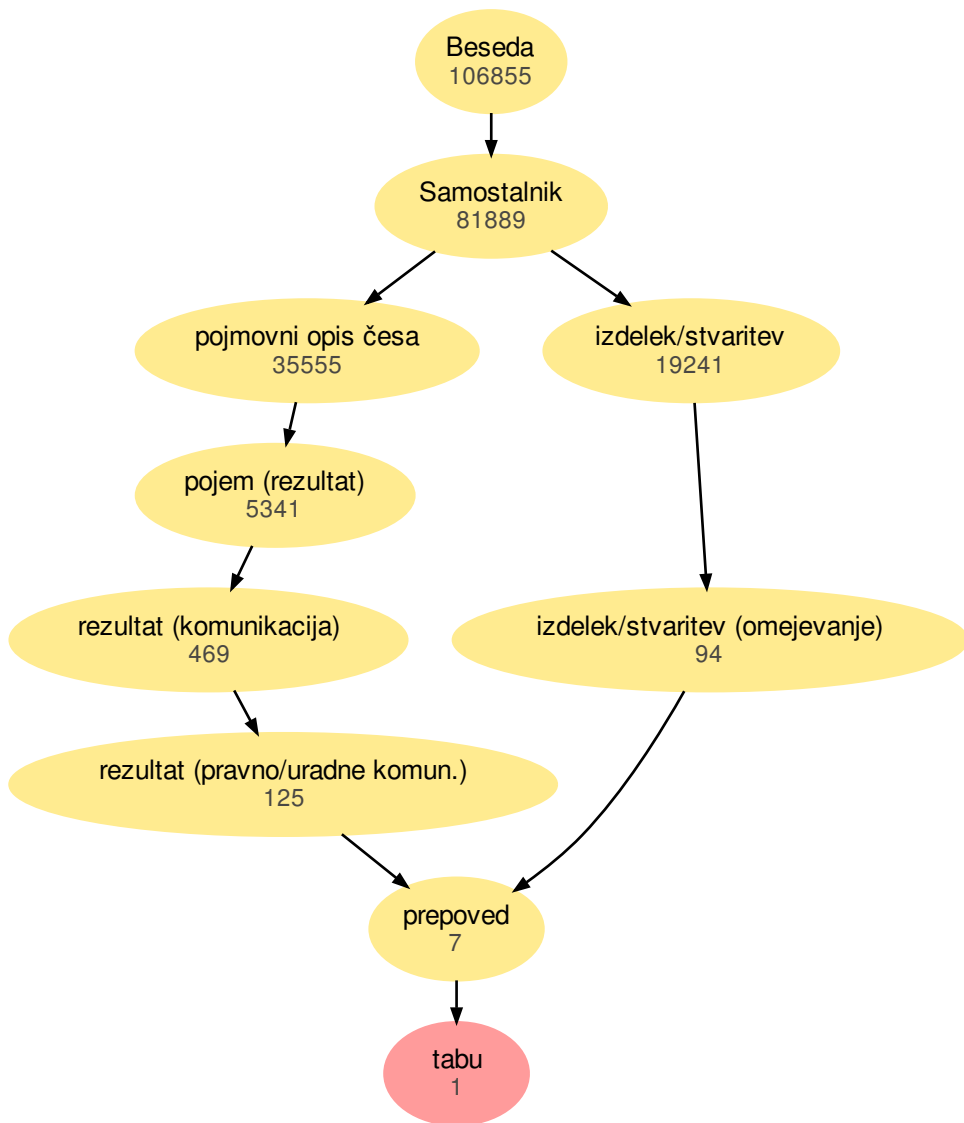 Beseda
106855
Samostalnik
81889
pojmovni opis česa
35555
izdelek/stvaritev
19241
pojem (rezultat)
5341
rezultat (komunikacija)
469
izdelek/stvaritev (omejevanje)
94
rezultat (pravno/uradne komun.)
125
prepoved
7
tabu
1